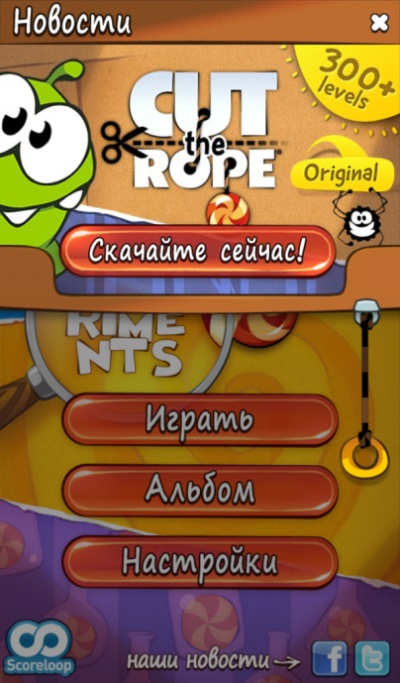 Новости
300+
levels
CUT
the
ROPE
Original
Скачайте сейчас!
RIME
NTS
Играть
Альбом
Настройки
Scoreloop
наши новости